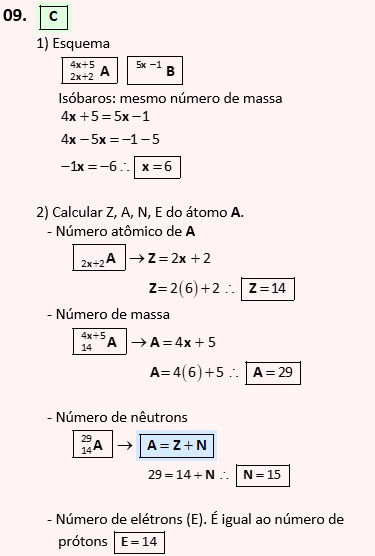 09. C
1) Esquema
4x+5 2x+2 A 5x −1 B
Isóbaros: mesmo número de massa
4x + 5 = 5x − 1
4x − 5x = −1 − 5
−1x = −6 ∴ x = 6
2) Calcular Z, A, N, E do átomo A.
- Número atômico de A
2x+2 A → Z = 2x + 2
Z = 2(6) + 2 ∴ Z = 14
- Número de massa
4x+5 14 A → A = 4x + 5
A = 4(6) + 5 ∴ A = 29
- Número de nêutrons
29 14 A → A = Z + N
29 = 14 + N ∴ N = 15
- Número de elétrons (E). É igual ao número de
prótons E = 14